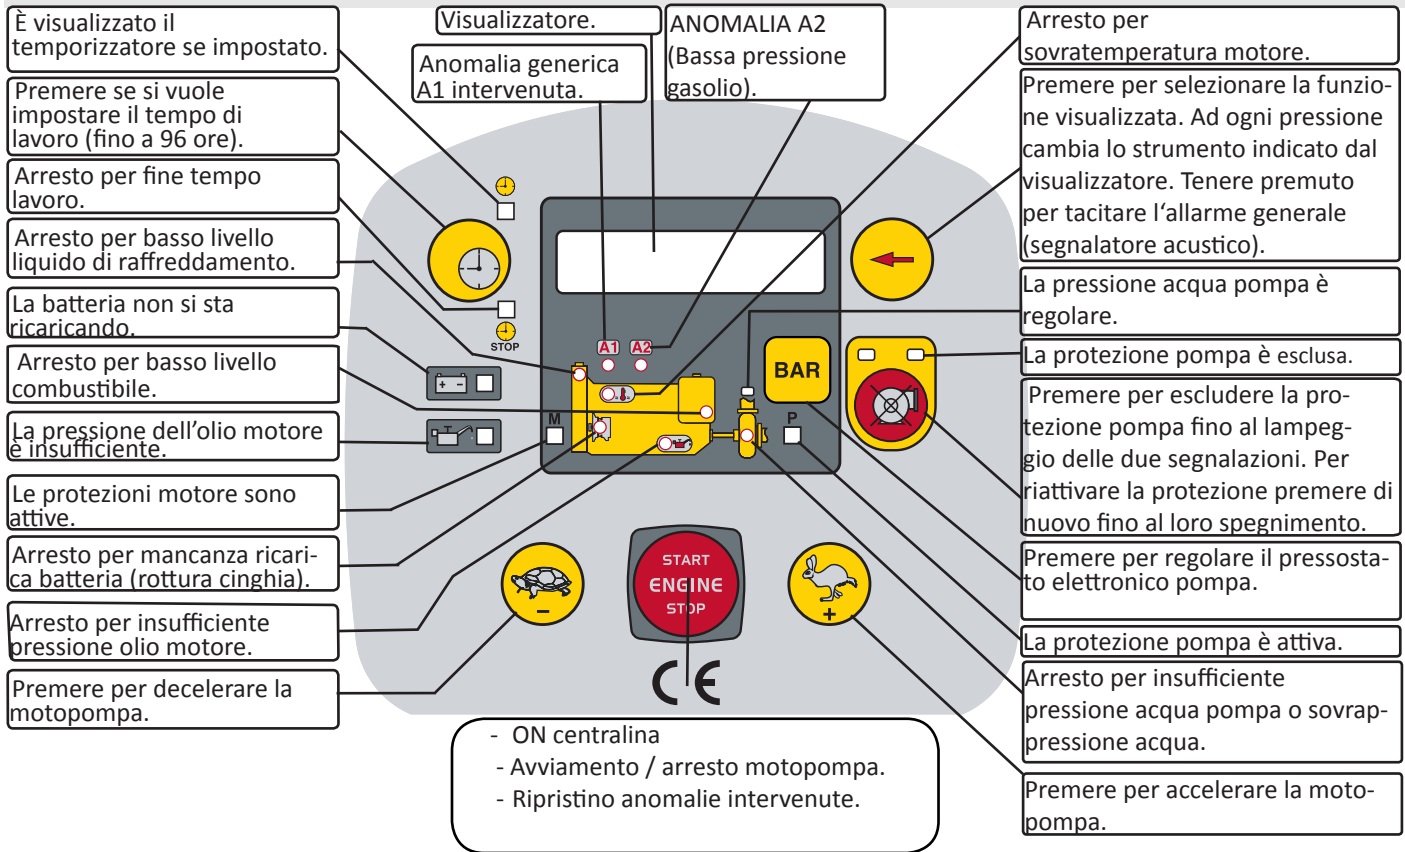 È visualizzato il
temporizzatore se impostato.
Premere se si vuole
impostare il tempo di
lavoro (fino a 96 ore).
Arresto per fine tempo
lavoro.
Arresto per basso livello
liquido di raffreddamento.
La batteria non si sta
ricaricando.
Arresto per basso livello
combustibile.
La pressione dell'olio motore
è insufficiente.
Le protezioni motore sono
attive.
Arresto per mancanza ricari-
ca batteria (rottura cinghia).
Arresto per insufficiente
pressione olio motore.
Premere per decelerare la
motopompa.
Visualizzatore.
Anomalia generica
A1 intervenuta.
ANOMALIA A2
(Bassa pressione
gasolio).
STOP
A1 A2
BAR
M
P
+ -
START
ENGINE
STOP
-
+
CE
- ON centralina
- Avviamento / arresto motopompa.
- Ripristino anomalie intervenute.
Arresto per
sovratemperatura motore.
Premere per selezionare la funzio-
ne visualizzata. Ad ogni pressione
cambia lo strumento indicato dal
visualizzatore. Tenere premuto
per tacitare l‘allarme generale
(segnalatore acustico).
La pressione acqua pompa è
regolare.
La protezione pompa è esclusa.
Premere per escludere la pro-
tezione pompa fino al lampeg-
gio delle due segnalazioni. Per
riattivare la protezione premere di
nuovo fino al loro spegnimento.
Premere per regolare il pressosta-
to elettronico pompa.
La protezione pompa è attiva.
Arresto per insufficiente
pressione acqua pompa o sovrap-
pressione acqua.
Premere per accelerare la moto-
pompa.